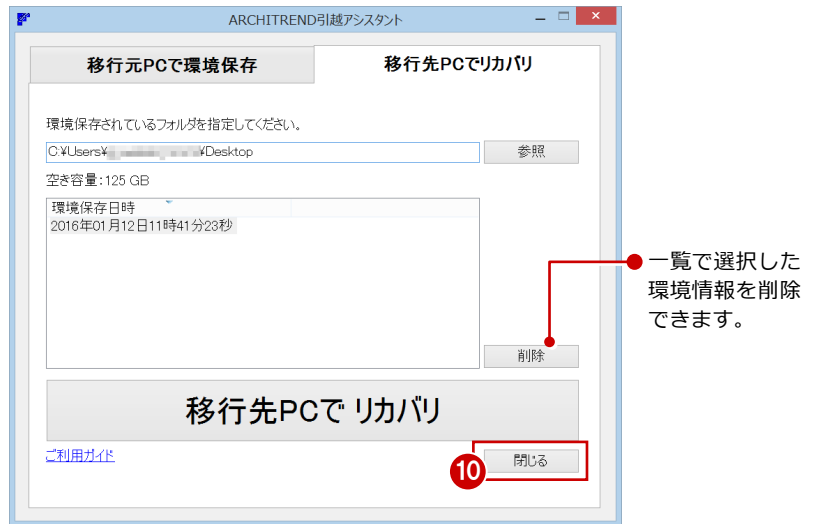 ARCHITREND引越アシスタント
移行元PCで環境保存
移行先PCでリカバリ
環境保存されているフォルダを指定してください。
C:¥Users¥ ¥Desktop
参照
空き容量:125 GB
環境保存日時
2016年01月12日11時41分23秒
一覧で選択した
環境情報を削除
できます。
削除
移行先PCで リカバリ
ご利用ガイド
10
閉じる